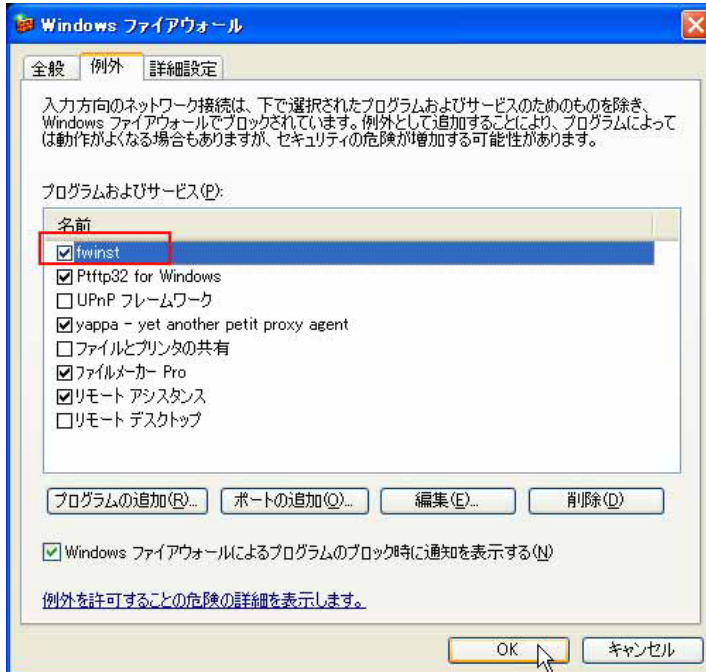 Windows ファイアウォール
全般 例外 詳細設定
入力方向のネットワーク接続は、下で選択されたプログラムおよびサービスのためのものを除き、
Windows ファイアウォールでブロックされています。例外として追加することにより、プログラムによって
は動作がよくなる場合もありますが、セキュリティの危険が増加する可能性があります。
プログラムおよびサービス(P):
名前
fwinst
Ptftp32 for Windows
UPnP フレームワーク
yappa - yet another petit proxy agent
ファイルとプリンタの共有
ファイルメーカー Pro
リモート アシスタンス
リモート デスクトップ
プログラムの追加(R)... ポートの追加(O)... 編集(E)... 削除(D)
Windows ファイアウォールによるプログラムのブロック時に通知を表示する(N)
例外を許可することの危険の詳細を表示します。
OK キャンセル